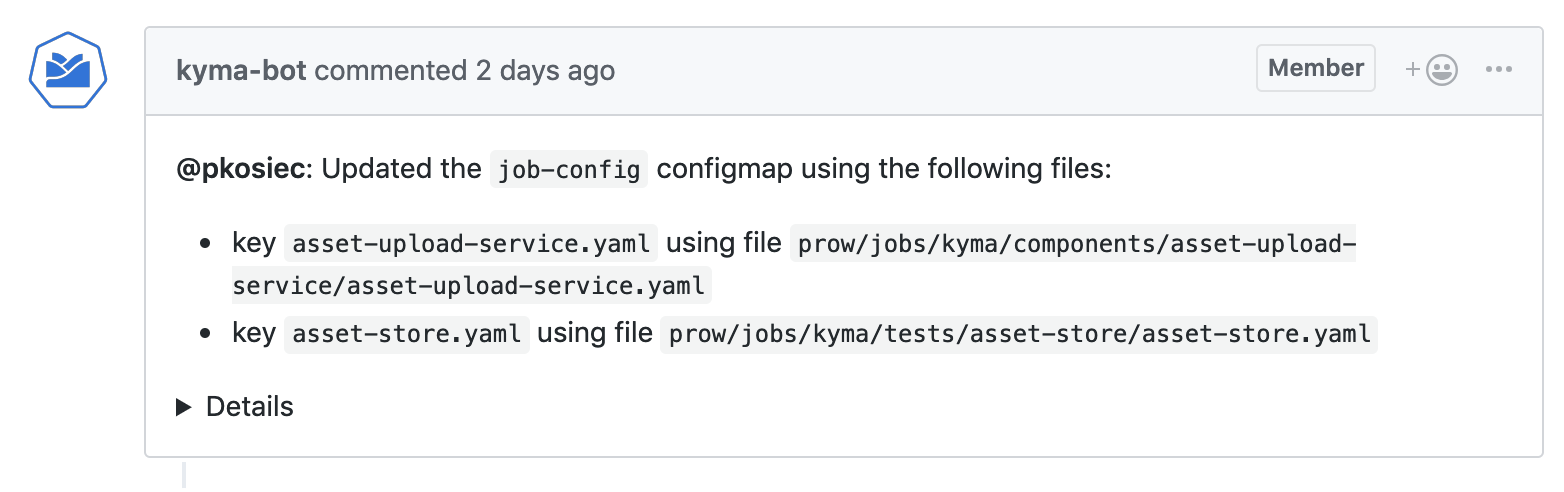 kyma-bot commented 2 days ago Member
@pkosiec: Updated the job-config configmap using the following files:
• key asset-upload-service.yaml using file prow/jobs/kyma/components/asset-upload-
service/asset-upload-service.yaml
• key asset-store.yaml using file prow/jobs/kyma/tests/asset-store/asset-store.yaml
Details